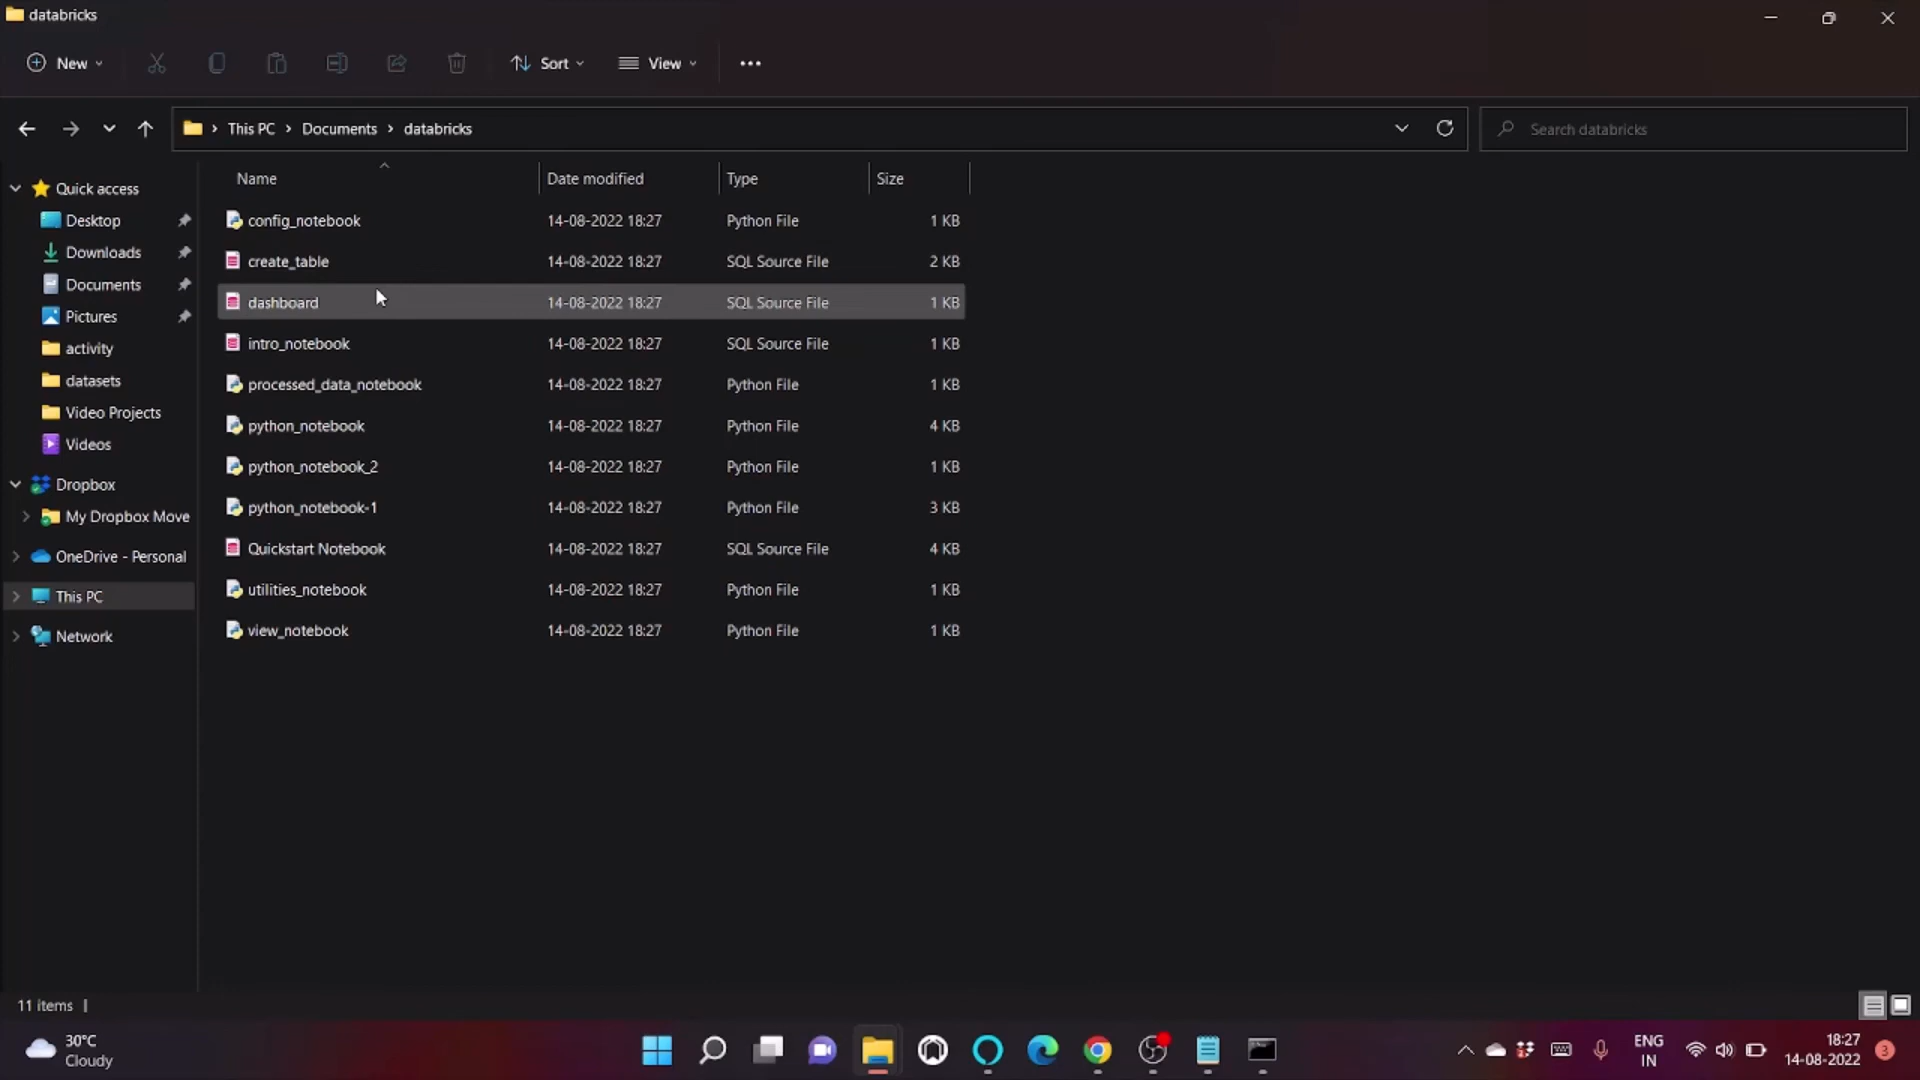 databricks
New
Sort
View
This PC > Documents > databricks
Search databricks
Quick access
Desktop
Downloads
Documents
Pictures
activity
datasets
Video Projects
Videos
Dropbox
My Dropbox Move
OneDrive - Personal
This PC
Network
Name Date modified Type Size
config_notebook 14-08-2022 18:27 Python File 1 KB
create_table 14-08-2022 18:27 SQL Source File 2 KB
dashboard 14-08-2022 18:27 SQL Source File 1 KB
intro_notebook 14-08-2022 18:27 SQL Source File 1 KB
processed_data_notebook 14-08-2022 18:27 Python File 1 KB
python_notebook 14-08-2022 18:27 Python File 4 KB
python_notebook_2 14-08-2022 18:27 Python File 1 KB
python_notebook-1 14-08-2022 18:27 Python File 3 KB
Quickstart Notebook 14-08-2022 18:27 SQL Source File 4 KB
utilities_notebook 14-08-2022 18:27 Python File 1 KB
view_notebook 14-08-2022 18:27 Python File 1 KB
11 items
30°C
Cloudy
ENG
IN
18:27
14-08-2022
3